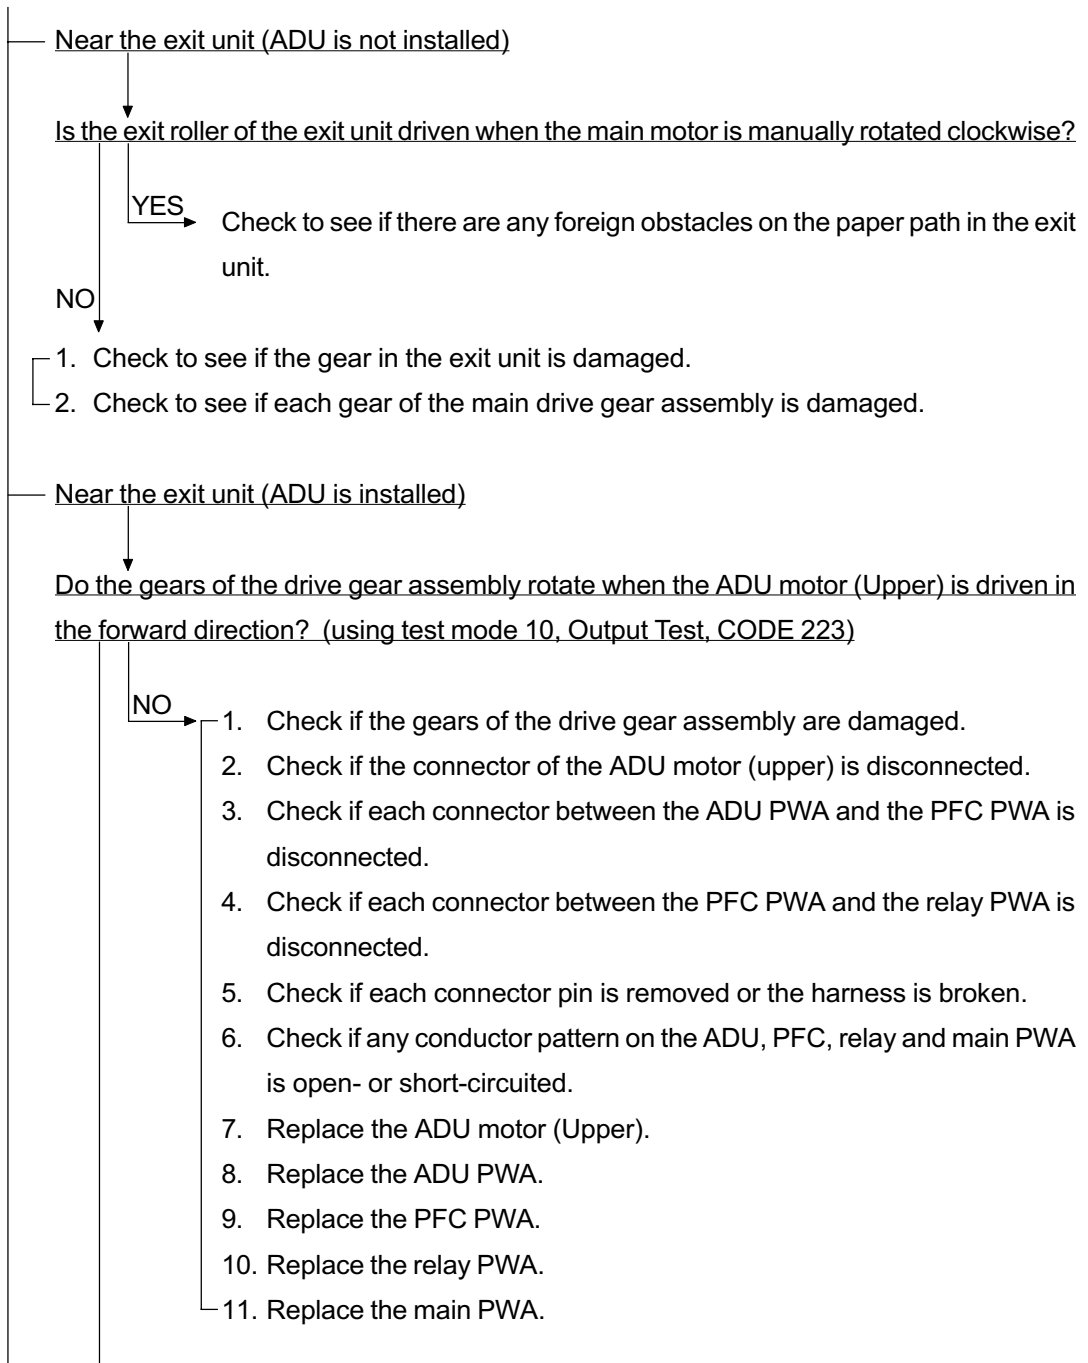 Near the exit unit (ADU is not installed)
Is the exit roller of the exit unit driven when the main motor is manually rotated clockwise?
YES
Check to see if there are any foreign obstacles on the paper path in the exit
unit.
NO
1. Check to see if the gear in the exit unit is damaged.
2. Check to see if each gear of the main drive gear assembly is damaged.
Near the exit unit (ADU is installed)
Do the gears of the drive gear assembly rotate when the ADU motor (Upper) is driven in
the forward direction? (using test mode 10, Output Test, CODE 223)
NO
1. Check if the gears of the drive gear assembly are damaged.
2. Check if the connector of the ADU motor (upper) is disconnected.
3. Check if each connector between the ADU PWA and the PFC PWA is
disconnected.
4. Check if each connector between the PFC PWA and the relay PWA is
disconnected.
5. Check if each connector pin is removed or the harness is broken.
6. Check if any conductor pattern on the ADU, PFC, relay and main PWA
is open- or short-circuited.
7. Replace the ADU motor (Upper).
8. Replace the ADU PWA.
9. Replace the PFC PWA.
10. Replace the relay PWA.
11. Replace the main PWA.